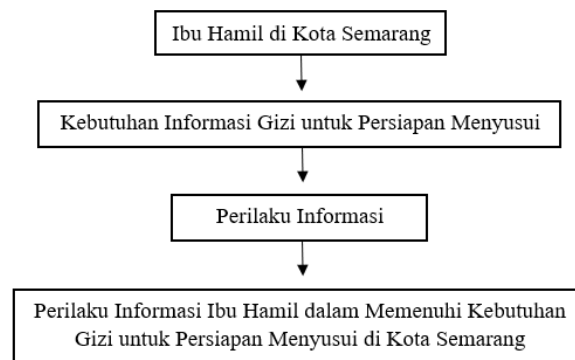 Ibu Hamil di Kota Semarang
Kebutuhan Informasi Gizi untuk Persiapan Menyusui
Perilaku Informasi
Perilaku Informasi Ibu Hamil dalam Memenuhi Kebutuhan
Gizi untuk Persiapan Menyusui di Kota Semarang